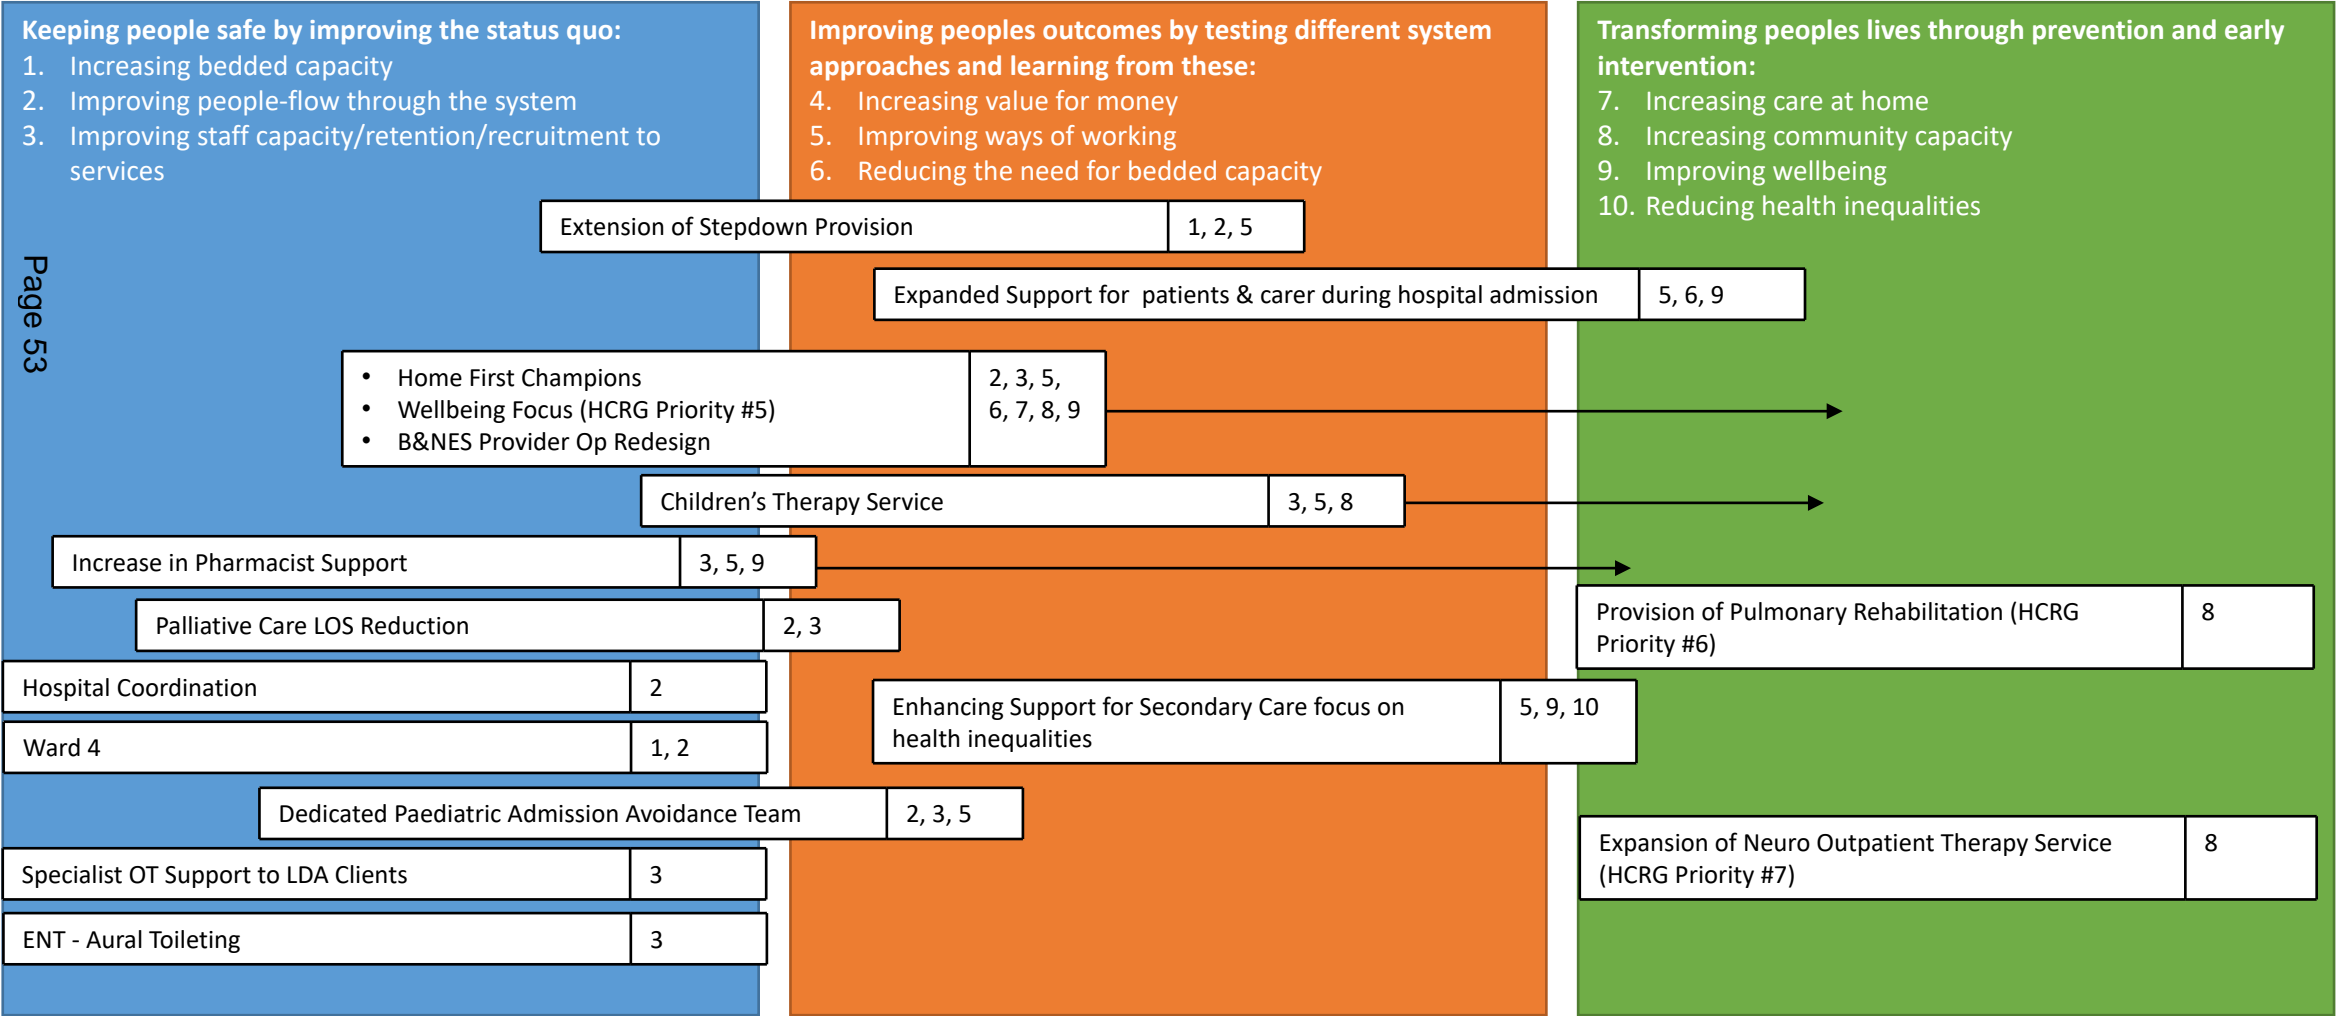 Keeping people safe by improving the status quo:
1. Increasing bedded capacity
2. Improving people-flow through the system
3. Improving staff capacity/retention/recruitment to
services
Improving peoples outcomes by testing different system
approaches and learning from these:
4. Increasing value for money
5. Improving ways of working
6. Reducing the need for bedded capacity
Transforming peoples lives through prevention and early
intervention:
7. Increasing care at home
8. Increasing community capacity
9. Improving wellbeing
10. Reducing health inequalities
Page 53
Extension of Stepdown Provision 1, 2, 5
Expanded Support for patients & carer during hospital admission 5, 6, 9
• Home First Champions 2, 3, 5,
• Wellbeing Focus (HCRG Priority #5) 6, 7, 8, 9
• B&NES Provider Op Redesign
Children’s Therapy Service 3, 5, 8
Increase in Pharmacist Support 3, 5, 9
Palliative Care LOS Reduction 2, 3
Provision of Pulmonary Rehabilitation (HCRG 8
Priority #6)
Hospital Coordination 2
Enhancing Support for Secondary Care focus on 5, 9, 10
health inequalities
Ward 4 1, 2
Dedicated Paediatric Admission Avoidance Team 2, 3, 5
Expansion of Neuro Outpatient Therapy Service 8
(HCRG Priority #7)
Specialist OT Support to LDA Clients 3
ENT - Aural Toileting 3